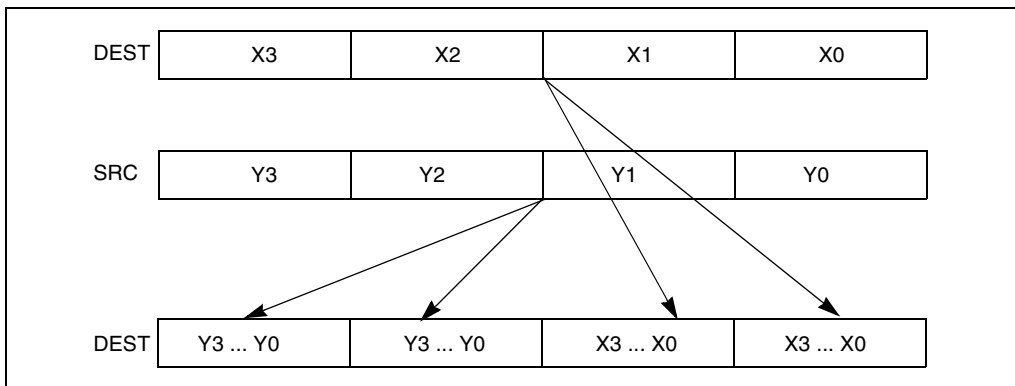 DEST X3 X2 X1 X0
SRC Y3 Y2 Y1 Y0
DEST Y3 ... Y0 Y3 ... Y0 X3 ... X0 X3 ... X0